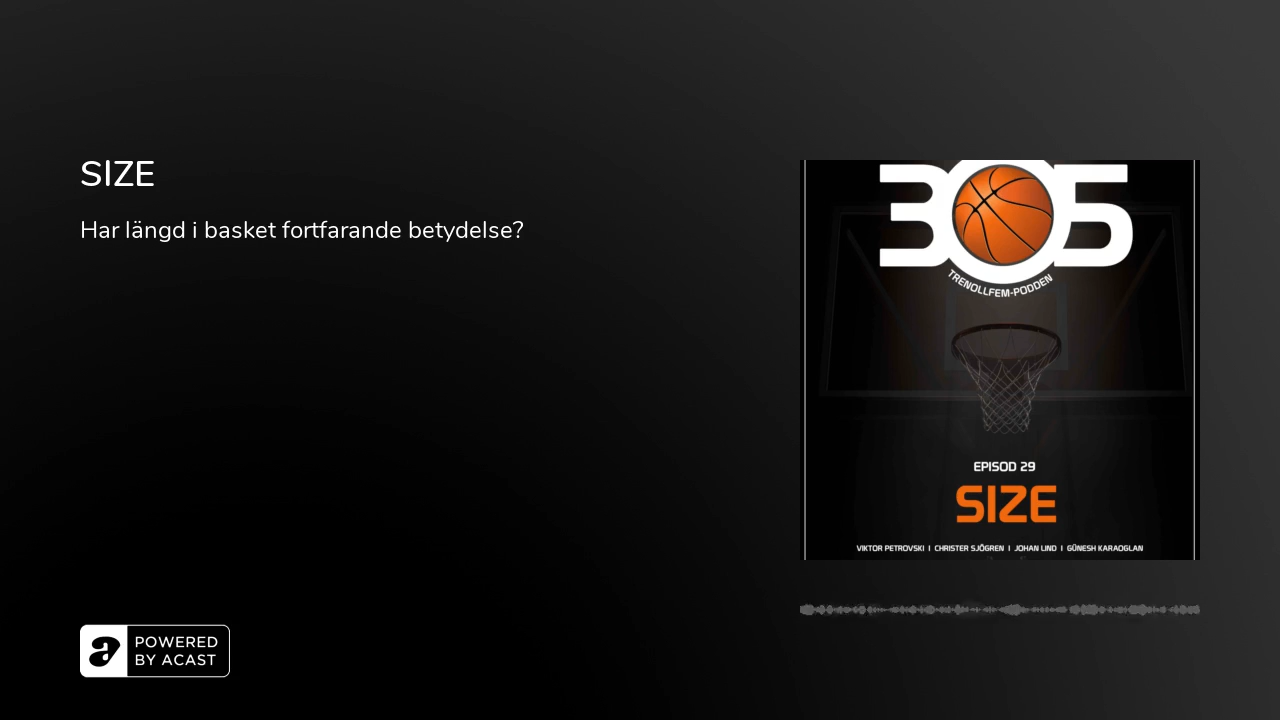 SIZE
Har längd i basket fortfarande betydelse?
305
TRENOLLFEM-PODDEN
EPISOD 29
SIZE
VIKTOR PETROVSKI I CHRISTER SJÖGREN I JOHAN LIND I GÜNESH KARAOGLAN
POWERED
BY ACAST